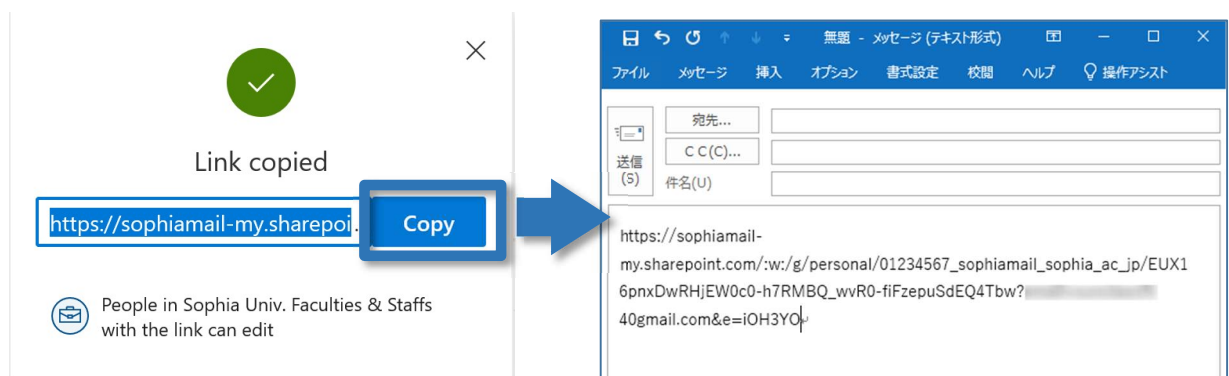 Link copied
https://sophiamail-my.sharepoi.
Copy
People in Sophia Univ. Faculties & Staffs
with the link can edit
無題 - メッセージ (テキスト形式)
ファイル メッセージ 挿入 オプション 書式設定 校閲 ヘルプ 操作アシスト
宛先...
送信
(S)
C C(C)...
件名(U)
https://sophiamail-
my.sharepoint.com/:w:/g/personal/01234567_sophiamail_sophia_ac_jp/EUX1
6pnxDwRHjEW0c0-h7RMBQ_wvR0-fiFzepuSdEQ4Tbw?
40gmail.com&e=iOH3YO